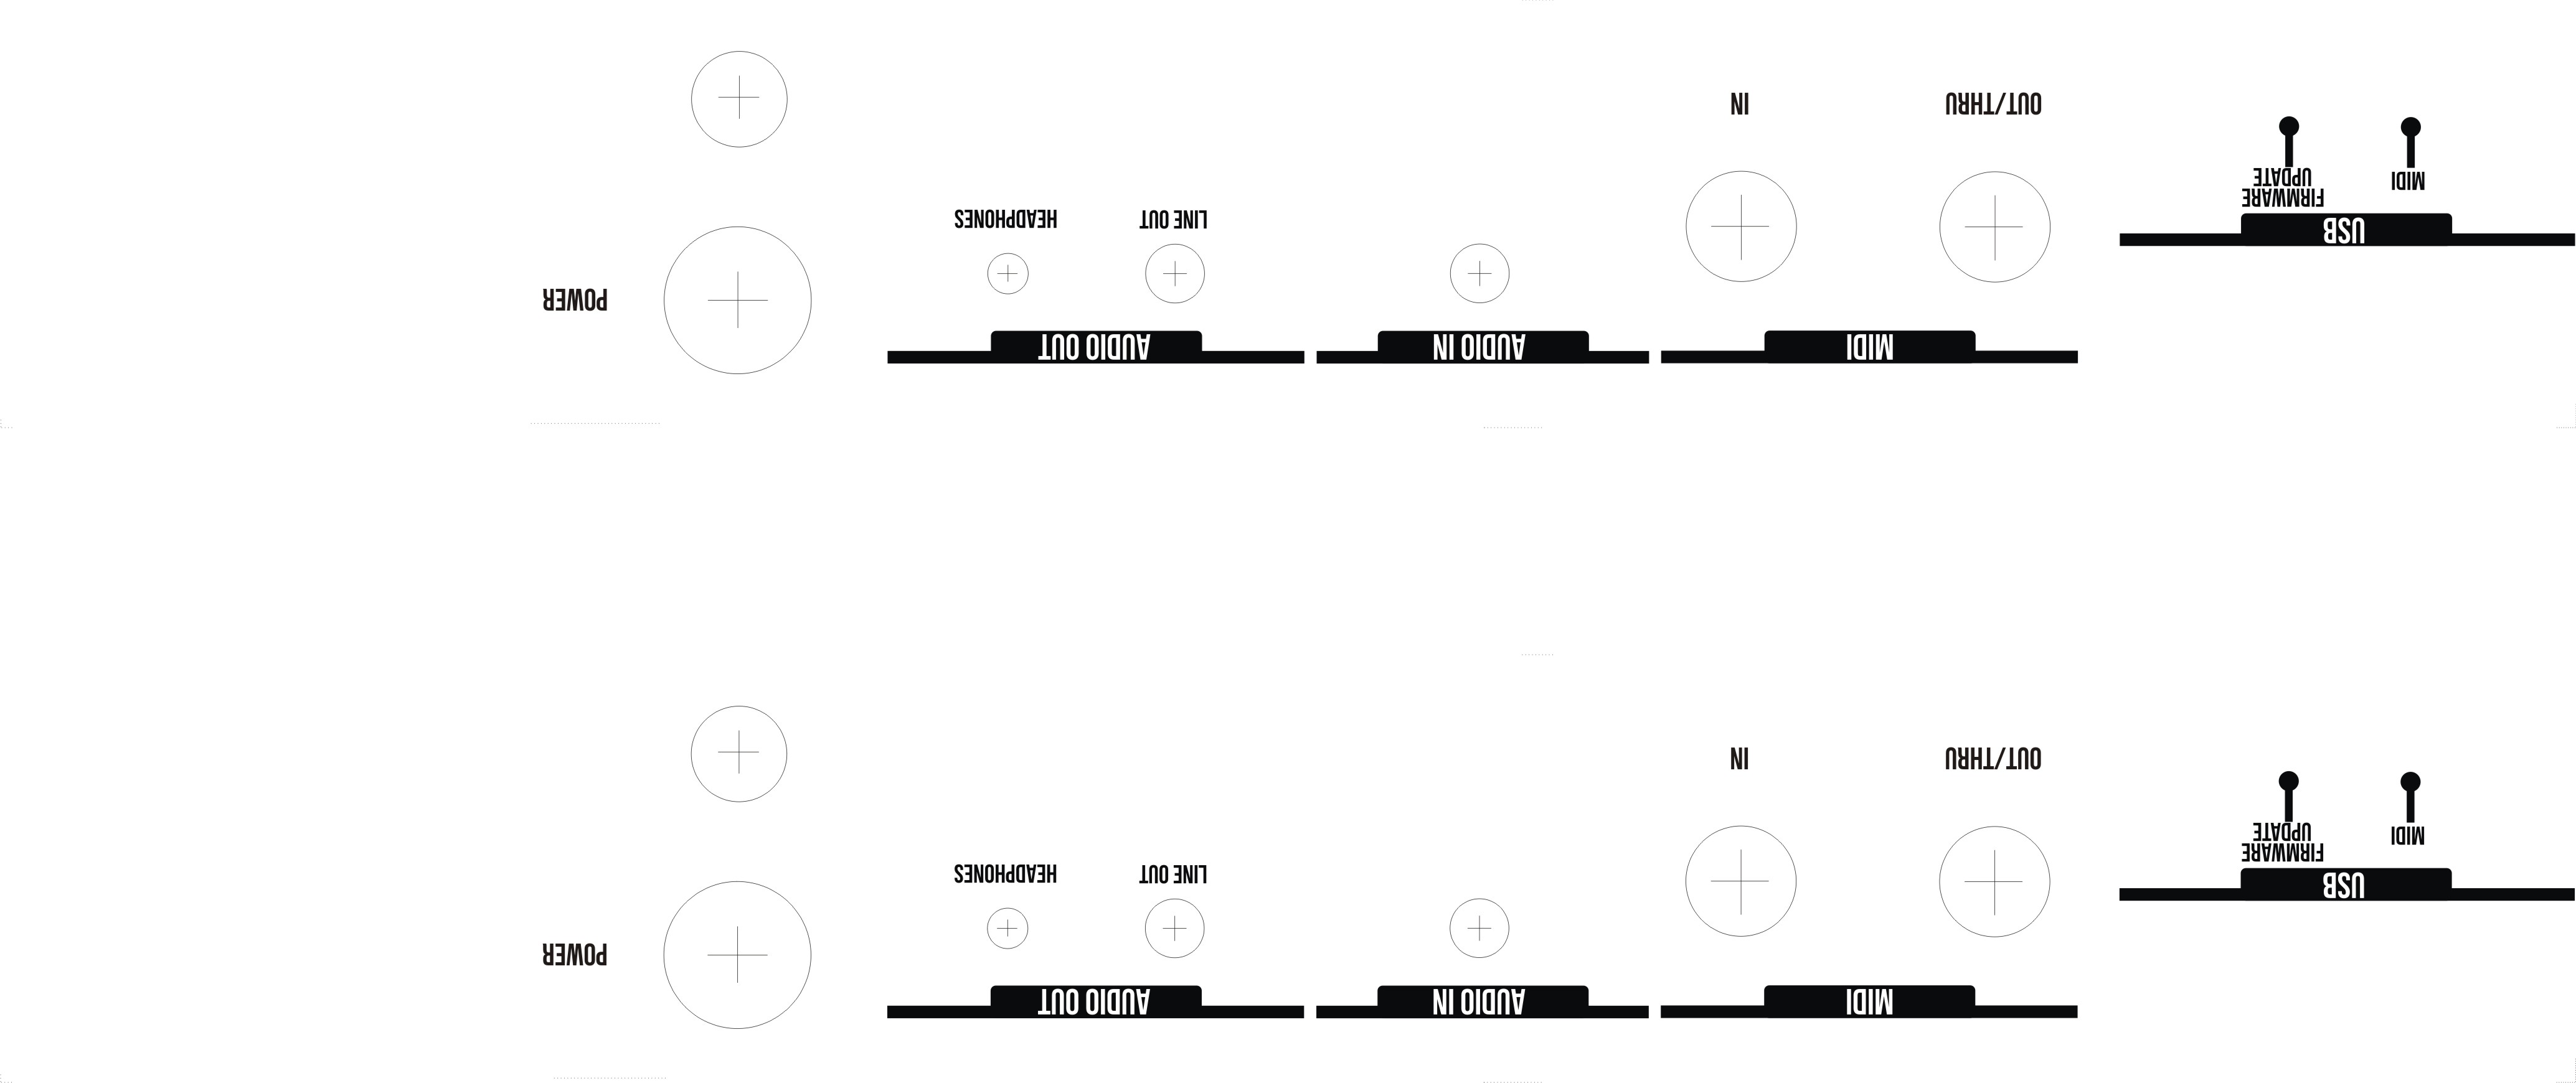 USB
MIDI
FIRMWARE
UPDATE
MIDI
OUT/THRU
IN
AUDIO IN
AUDIO OUT
LINE OUT
HEADPHONES
POWER
USB
MIDI
FIRMWARE
UPDATE
MIDI
OUT/THRU
IN
AUDIO IN
AUDIO OUT
LINE OUT
HEADPHONES
POWER